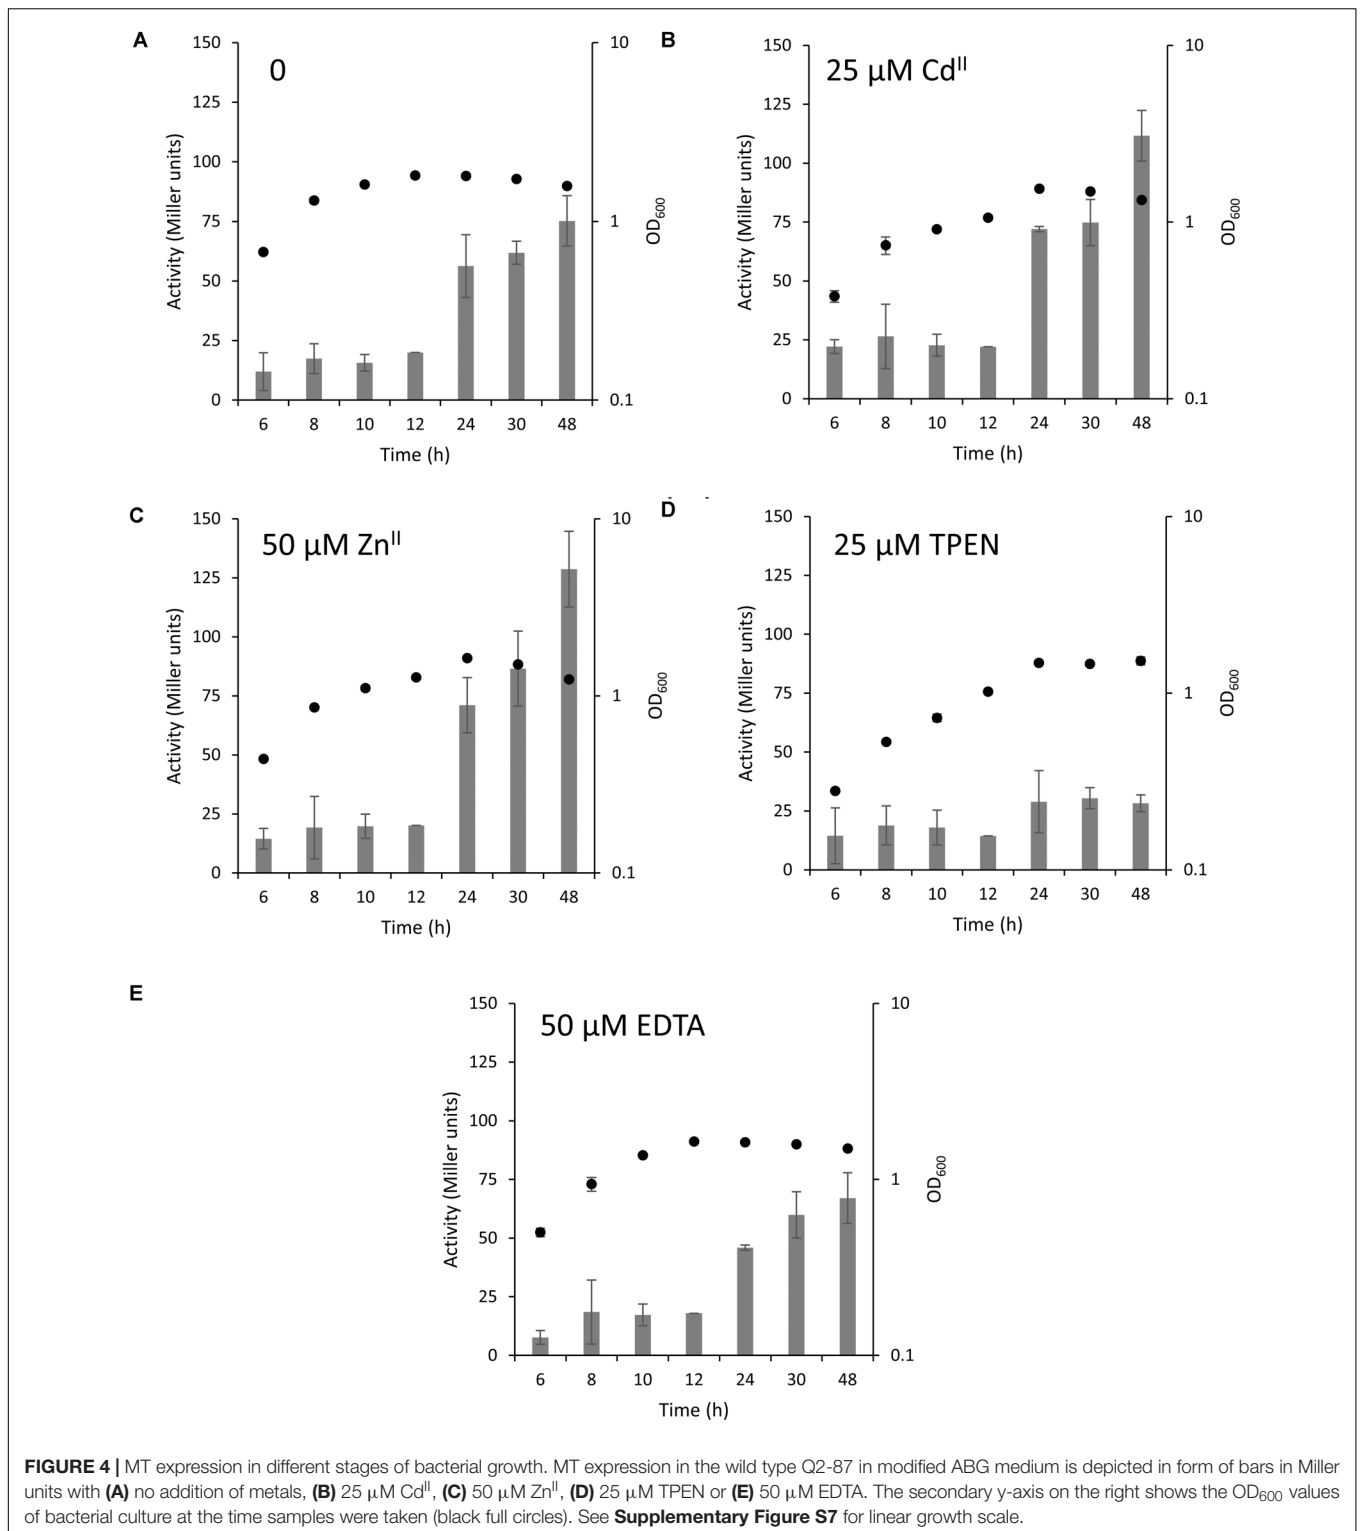 A
0
150
125
100
75
50
25
0
Activity (Miller units)
10
1
0.1
OD600
6 8 10 12 24 30 48
Time (h)
B
25 µM CdII
150
125
100
75
50
25
0
Activity (Miller units)
10
1
0.1
OD600
6 8 10 12 24 30 48
Time (h)
C
50 µM ZnII
150
125
100
75
50
25
0
Activity (Miller units)
10
1
0.1
OD600
6 8 10 12 24 30 48
Time (h)
D
25 µM TPEN
150
125
100
75
50
25
0
Activity (Miller units)
10
1
0.1
OD600
6 8 10 12 24 30 48
Time (h)
E
50 µM EDTA
150
125
100
75
50
25
0
Activity (Miller units)
10
1
0.1
OD600
6 8 10 12 24 30 48
Time (h)
FIGURE 4 | MT expression in different stages of bacterial growth. MT expression in the wild type Q2-87 in modified ABG medium is depicted in form of bars in Miller
units with (A) no addition of metals, (B) 25 µM CdII, (C) 50 µM ZnII, (D) 25 µM TPEN or (E) 50 µM EDTA. The secondary y-axis on the right shows the OD600 values
of bacterial culture at the time samples were taken (black full circles). See Supplementary Figure S7 for linear growth scale.